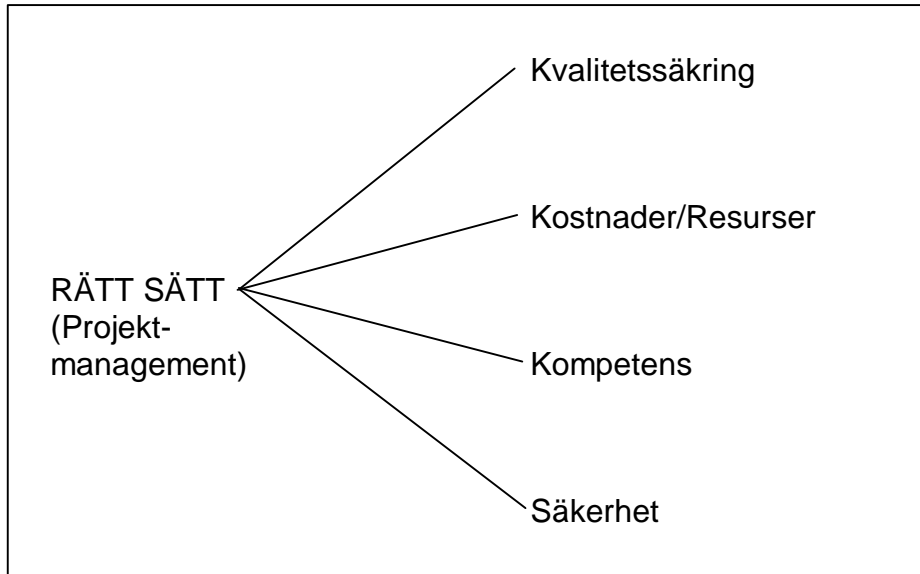 Kvalitetssäkring
Kostnader/Resurser
RÄTT SÄTT
(Projekt-
management)
Kompetens
Säkerhet